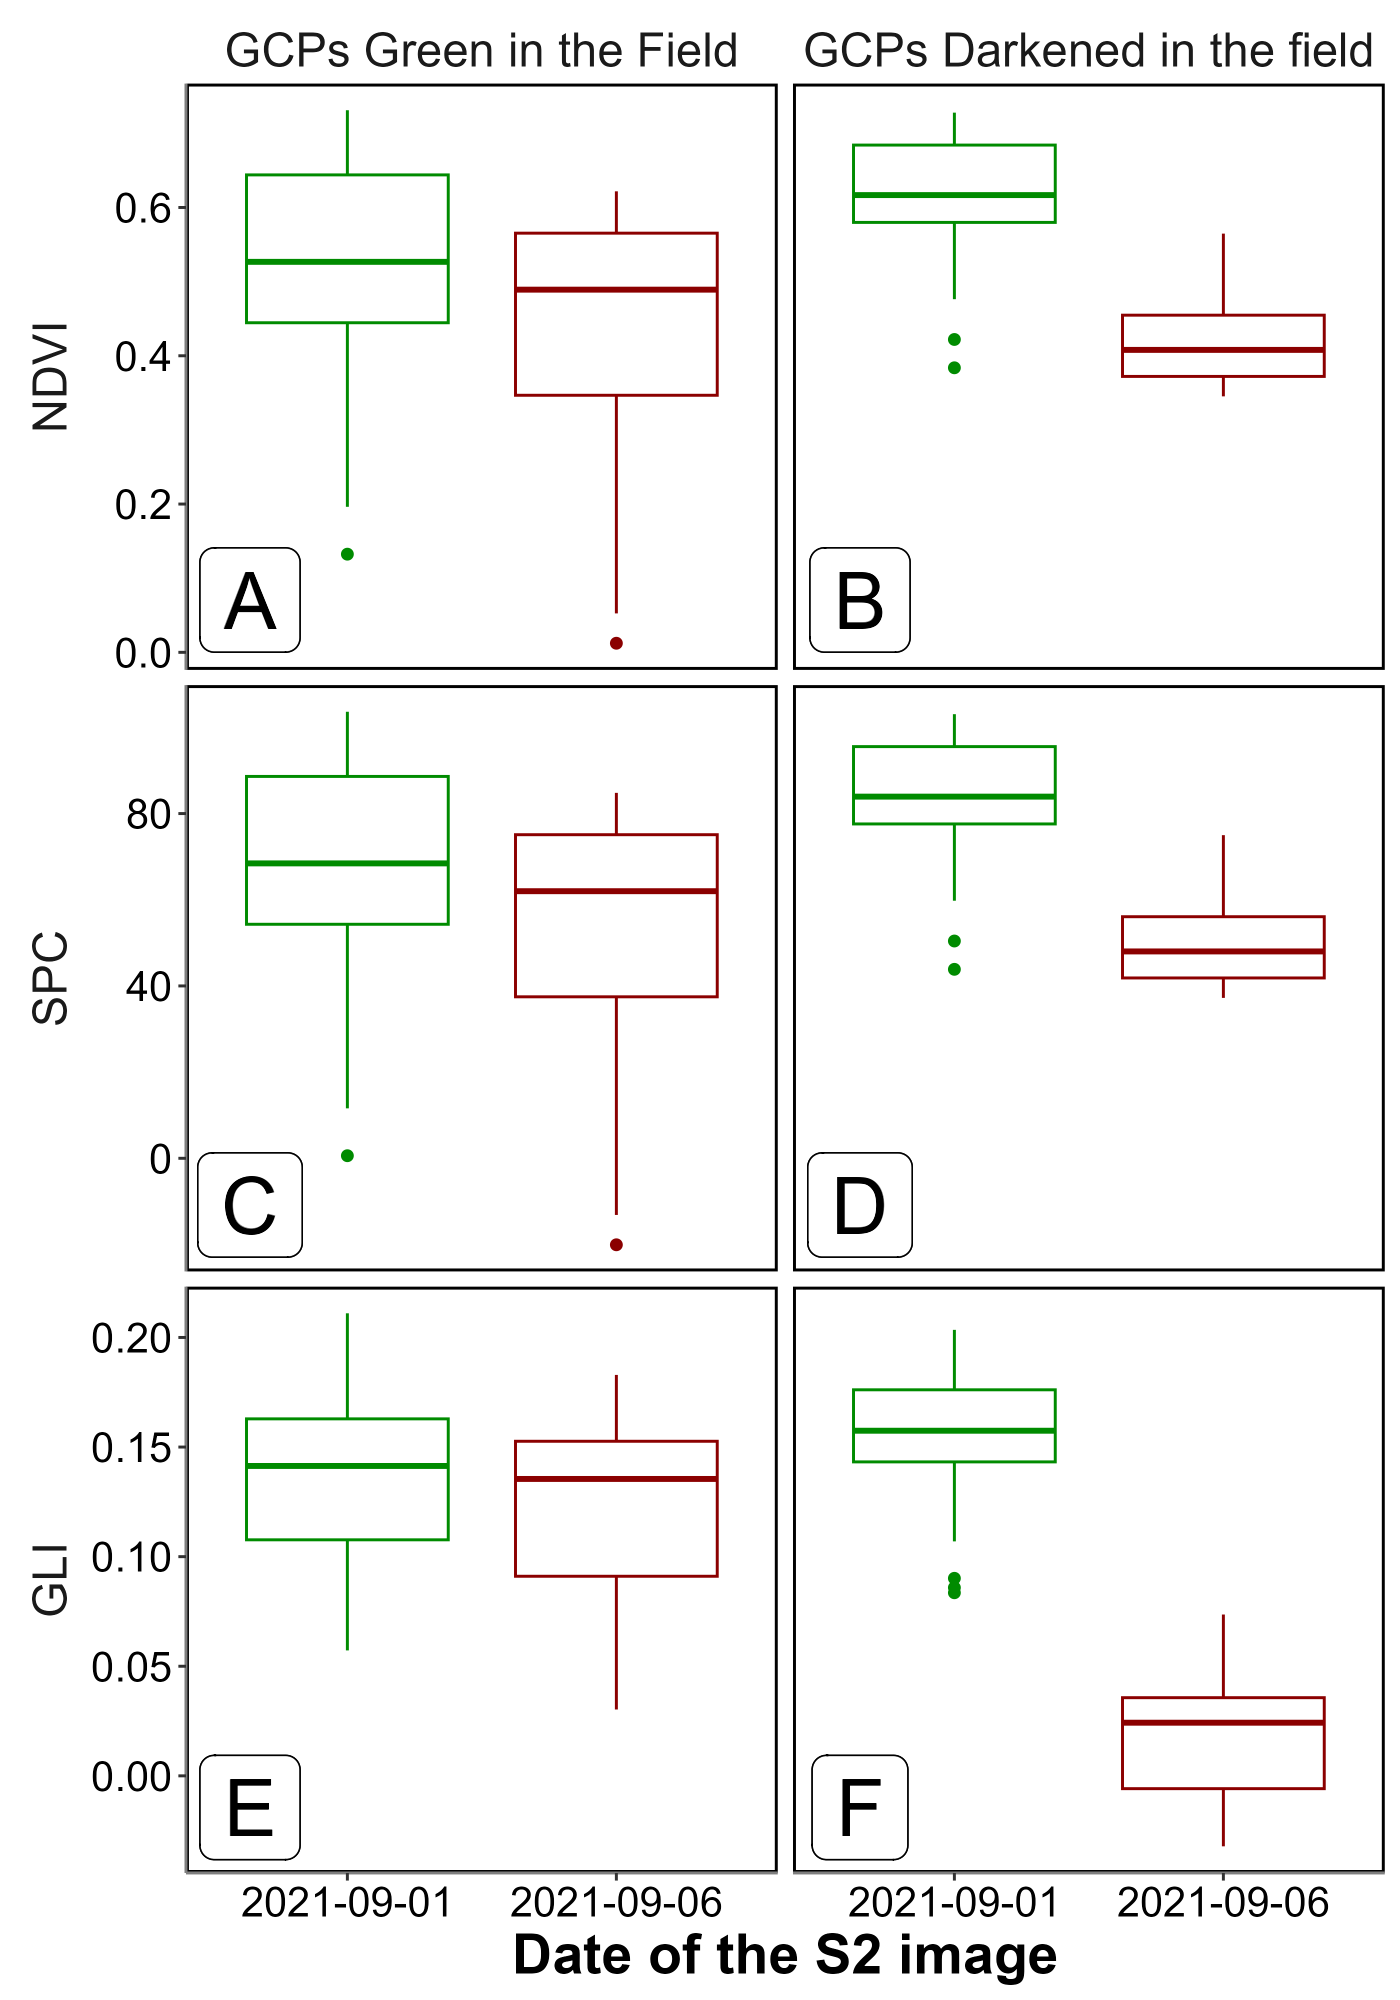 GCPs Green in the Field
GCPs Darkened in the field
NDVI
0.6
0.4
0.2
0.0
A
B
SPC
80
40
0
C
D
GLI
0.20
0.15
0.10
0.05
0.00
E
F
2021-09-01
2021-09-06
2021-09-01
2021-09-06
Date of the S2 image